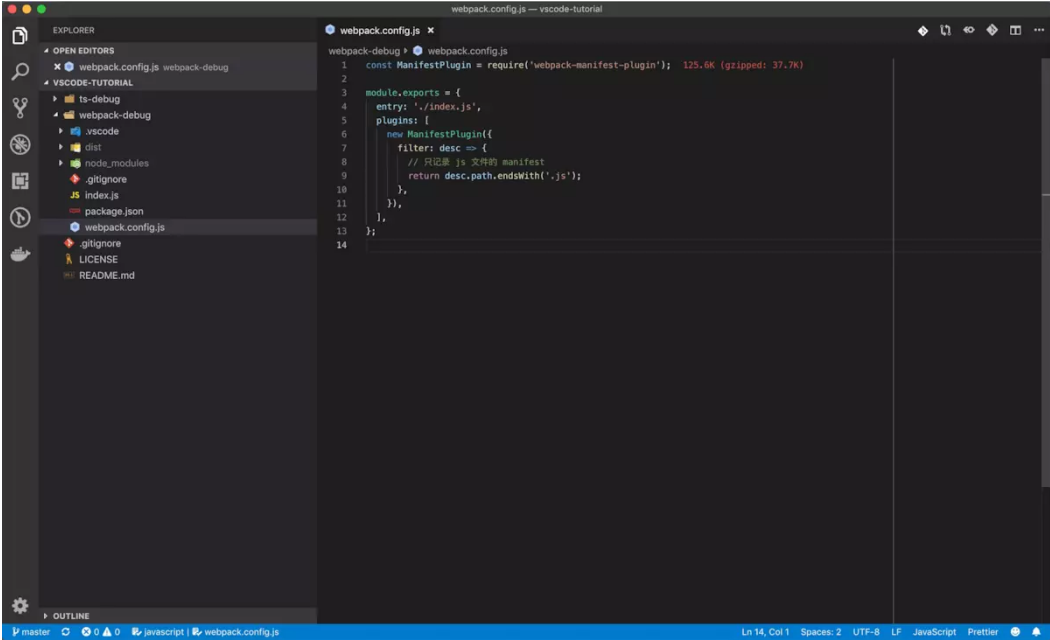 webpack.config.js — vscode-tutorial
EXPLORER
OPEN EDITORS
webpack.config.js webpack-debug
VSCODE-TUTORIAL
ts-debug
webpack-debug
.vscode
dist
node_modules
.gitignore
JS index.js
package.json
webpack.config.js
.gitignore
LICENSE
README.md
OUTLINE
webpack.config.js
webpack-debug webpack.config.js
1 const ManifestPlugin = require('webpack-manifest-plugin'); 125.6K (gzipped: 37.7K)
2
3 module.exports = {
4 entry: './index.js',
5 plugins: [
6 new ManifestPlugin({
7 filter: desc => {
8 // 只记录 js 文件的 manifest
9 return desc.path.endsWith('.js');
10 },
11 }),
12 ],
13 };
14
master 0 0 javascript | webpack.config.js Ln 14, Col 1 Spaces: 2 UTF-8 LF JavaScript Prettier